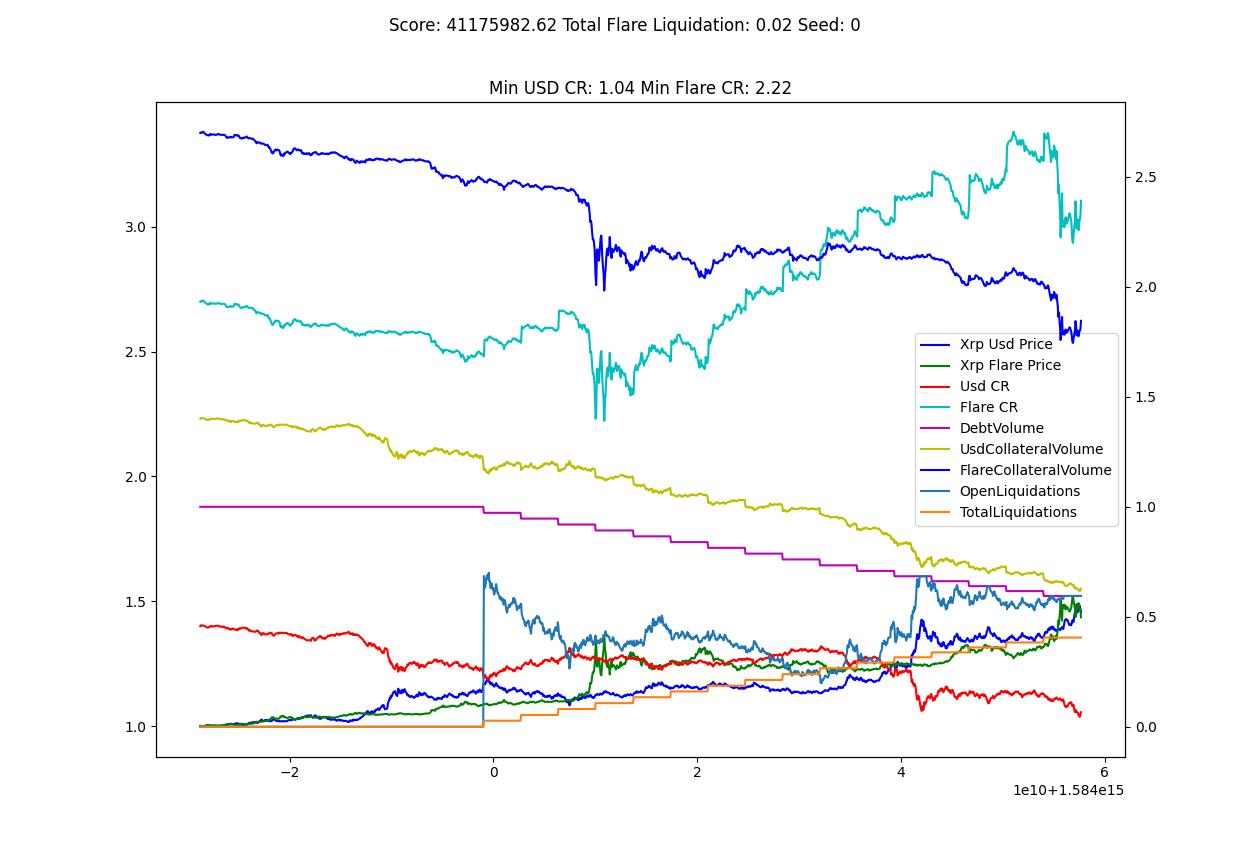 Score: 41175982.62 Total Flare Liquidation: 0.02 Seed: 0
Min USD CR: 1.04 Min Flare CR: 2.22
3.0
2.5
2.0
1.5
1.0
2.5
2.0
1.5
1.0
0.5
0.0
Xrp Usd Price
Xrp Flare Price
Usd CR
Flare CR
DebtVolume
UsdCollateralVolume
FlareCollateralVolume
OpenLiquidations
TotalLiquidations
−2 0 2 4 6
1e10+1.584e15